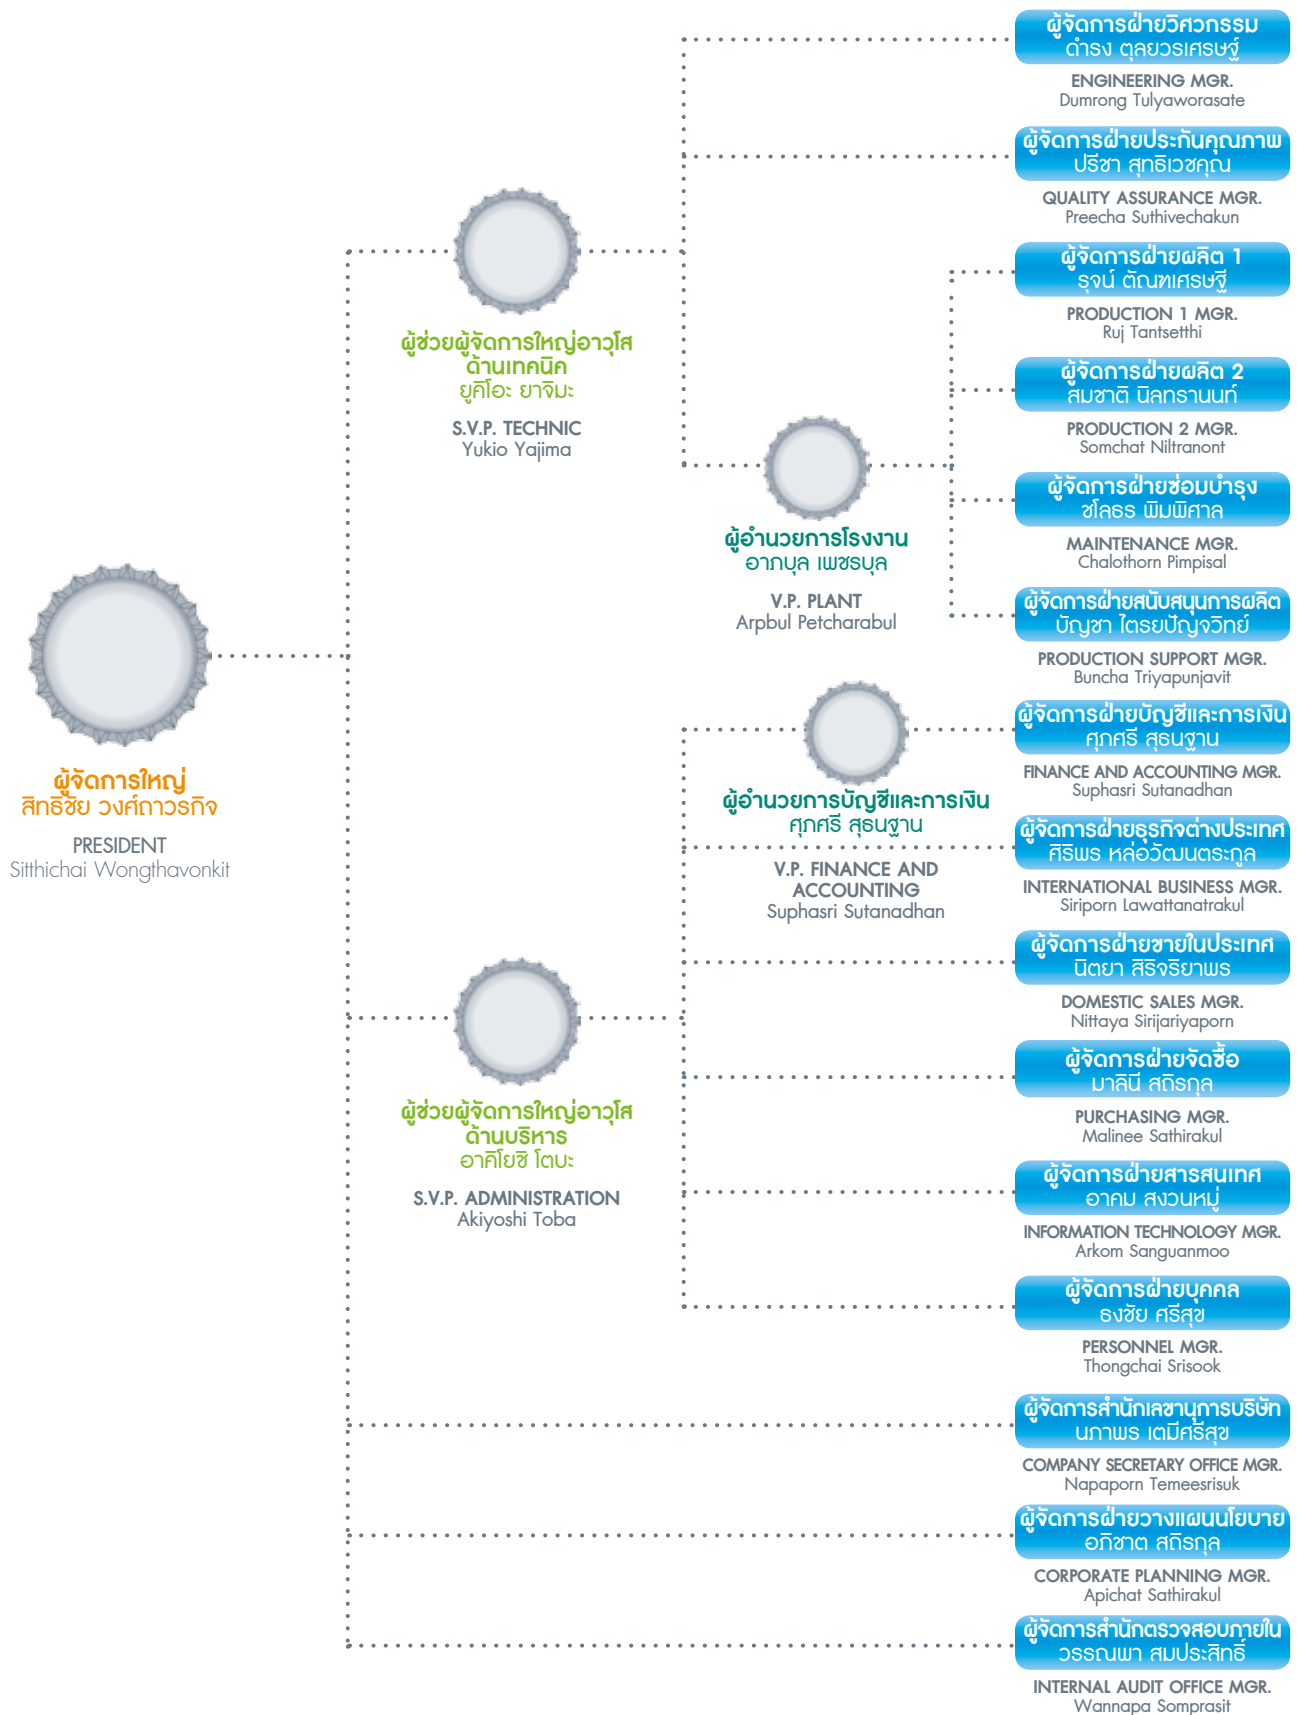 ผู้จัดการใหญ่
สิทธิชัย วงศ์ถาวรกิจ
PRESIDENT
Sitthichai Wongthavonkit
ผู้ช่วยผู้จัดการใหญ่อาวุโส
ด้านเทคนิค
ยูคิโอะ ยาจิมะ
S.V.P. TECHNIC
Yukio Yajima
ผู้จัดการฝ่ายวิศวกรรม
ดำรง ตุลยวรเศรษฐ์
ENGINEERING MGR.
Dumrong Tulyaworasate
ผู้จัดการฝ่ายประกันคุณภาพ
ปรีชา สุทธิเวชคุณ
QUALITY ASSURANCE MGR.
Preecha Suthivechakun
ผู้อำนวยการโรงงาน
อาภบุล เพชรบุล
V.P. PLANT
Arpbul Petcharabul
ผู้จัดการฝ่ายผลิต 1
รุจน์ ตัณฑเศรษฐี
PRODUCTION 1 MGR.
Ruj Tantsetthi
ผู้จัดการฝ่ายผลิต 2
สมชาติ นิลทรานนท์
PRODUCTION 2 MGR.
Somchat Niltranont
ผู้จัดการฝ่ายซ่อมบำรุง
ชโลธร พิมพิศาล
MAINTENANCE MGR.
Chalothorn Pimpisal
ผู้จัดการฝ่ายสนับสนุนการผลิต
บัญชา ไตรยปัญจวิทย์
PRODUCTION SUPPORT MGR.
Buncha Triyapunjavit
ผู้ช่วยผู้จัดการใหญ่อาวุโส
ด้านบริหาร
อาคิโยชิ โตบะ
S.V.P. ADMINISTRATION
Akiyoshi Toba
ผู้อำนวยการบัญชีและการเงิน
ศุภศรี สุธนฐาน
V.P. FINANCE AND
ACCOUNTING
Suphasri Sutanadhan
ผู้จัดการฝ่ายบัญชีและการเงิน
ศุภศรี สุธนฐาน
FINANCE AND ACCOUNTING MGR.
Suphasri Sutanadhan
ผู้จัดการฝ่ายธุรกิจต่างประเทศ
ศิริพร หล่อวัฒนตระกูล
INTERNATIONAL BUSINESS MGR.
Siriporn Lawattanatrakul
ผู้จัดการฝ่ายขายในประเทศ
นิตยา สิริจริยาพร
DOMESTIC SALES MGR.
Nittaya Sirijariyaporn
ผู้จัดการฝ่ายจัดซื้อ
มาลินี สถิรกุล
PURCHASING MGR.
Malinee Sathirakul
ผู้จัดการฝ่ายสารสนเทศ
อาคม สงวนหมู่
INFORMATION TECHNOLOGY MGR.
Arkom Sanguanmoo
ผู้จัดการฝ่ายบุคคล
ธงชัย ศรีสุข
PERSONNEL MGR.
Thongchai Srisook
ผู้จัดการสำนักเลขานุการบริษัท
นภาพร เตมีศรีสุข
COMPANY SECRETARY OFFICE MGR.
Napaporn Temeesrisuk
ผู้จัดการฝ่ายวางแผนนโยบาย
อภิชาต สถิรกุล
CORPORATE PLANNING MGR.
Apichat Sathirakul
ผู้จัดการสำนักตรวจสอบภายใน
วรรณพา สมประสิทธิ์
INTERNAL AUDIT OFFICE MGR.
Wannapa Somprasit